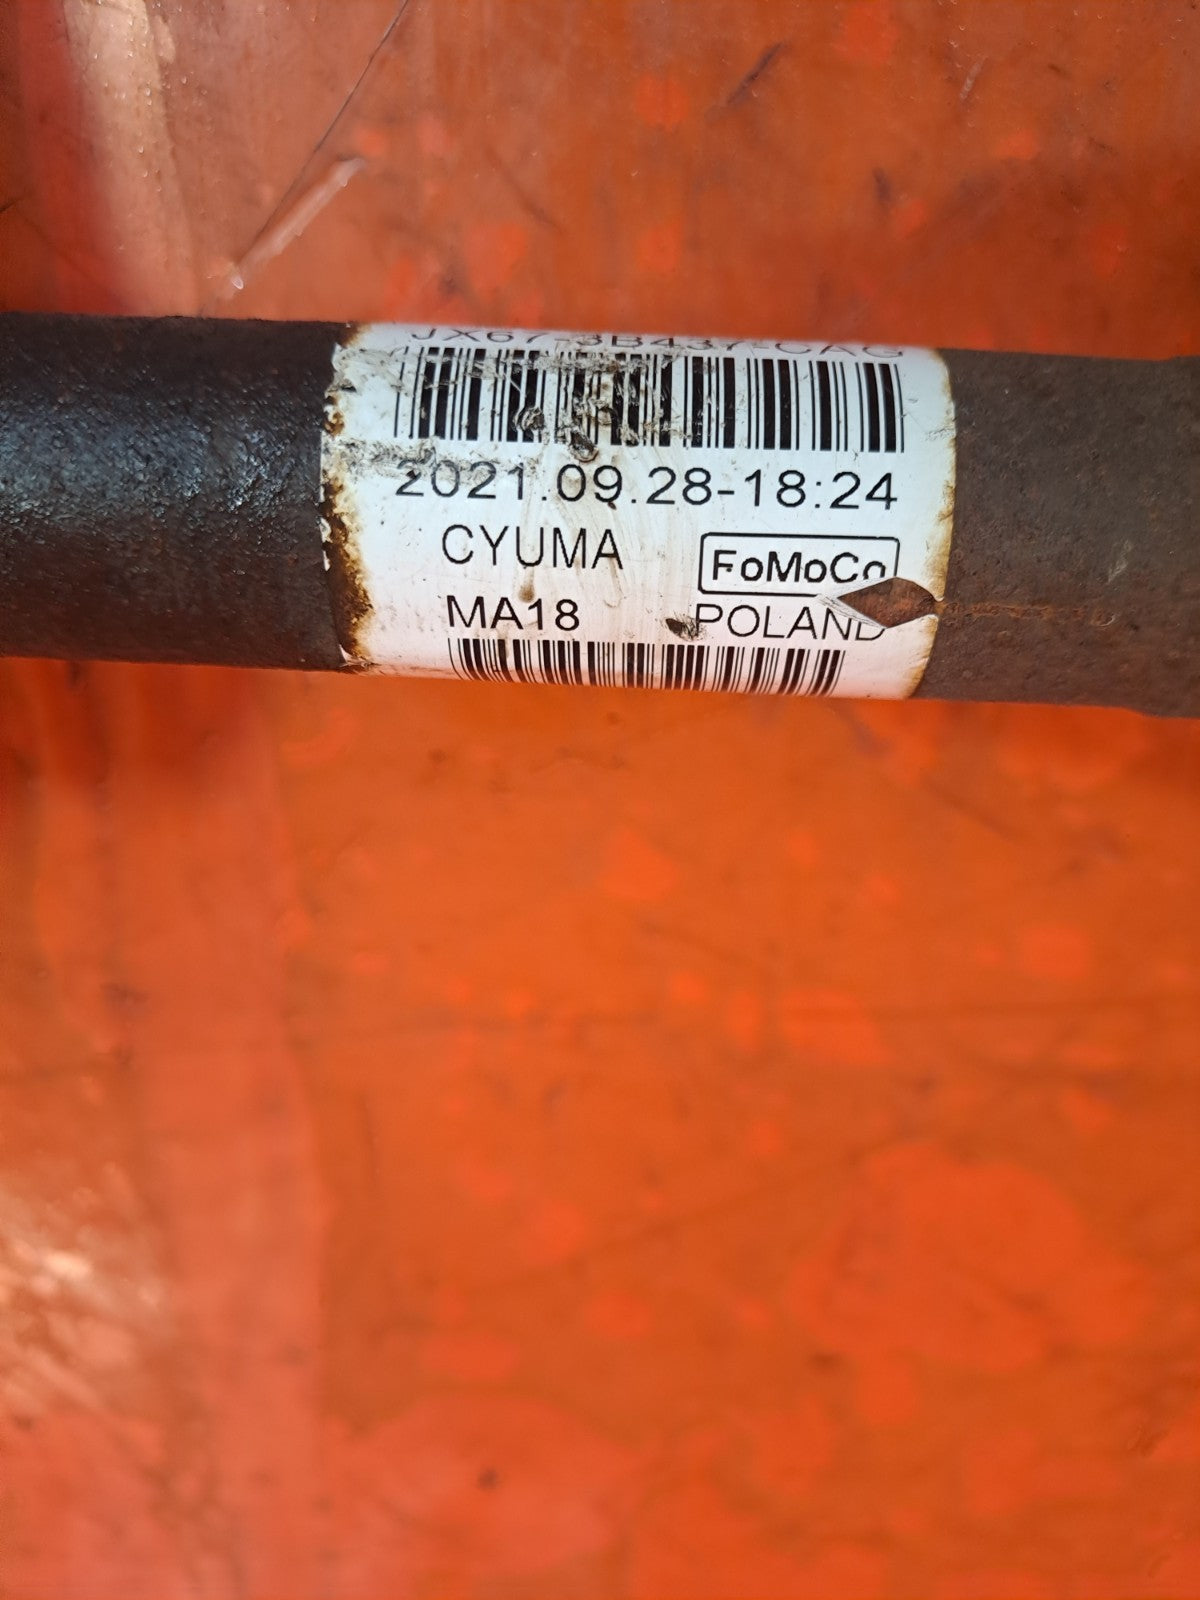 JX67-3B437-CAG
2021.09.28-18:24
CYUMA
FoMoCo
MA18
POLAND